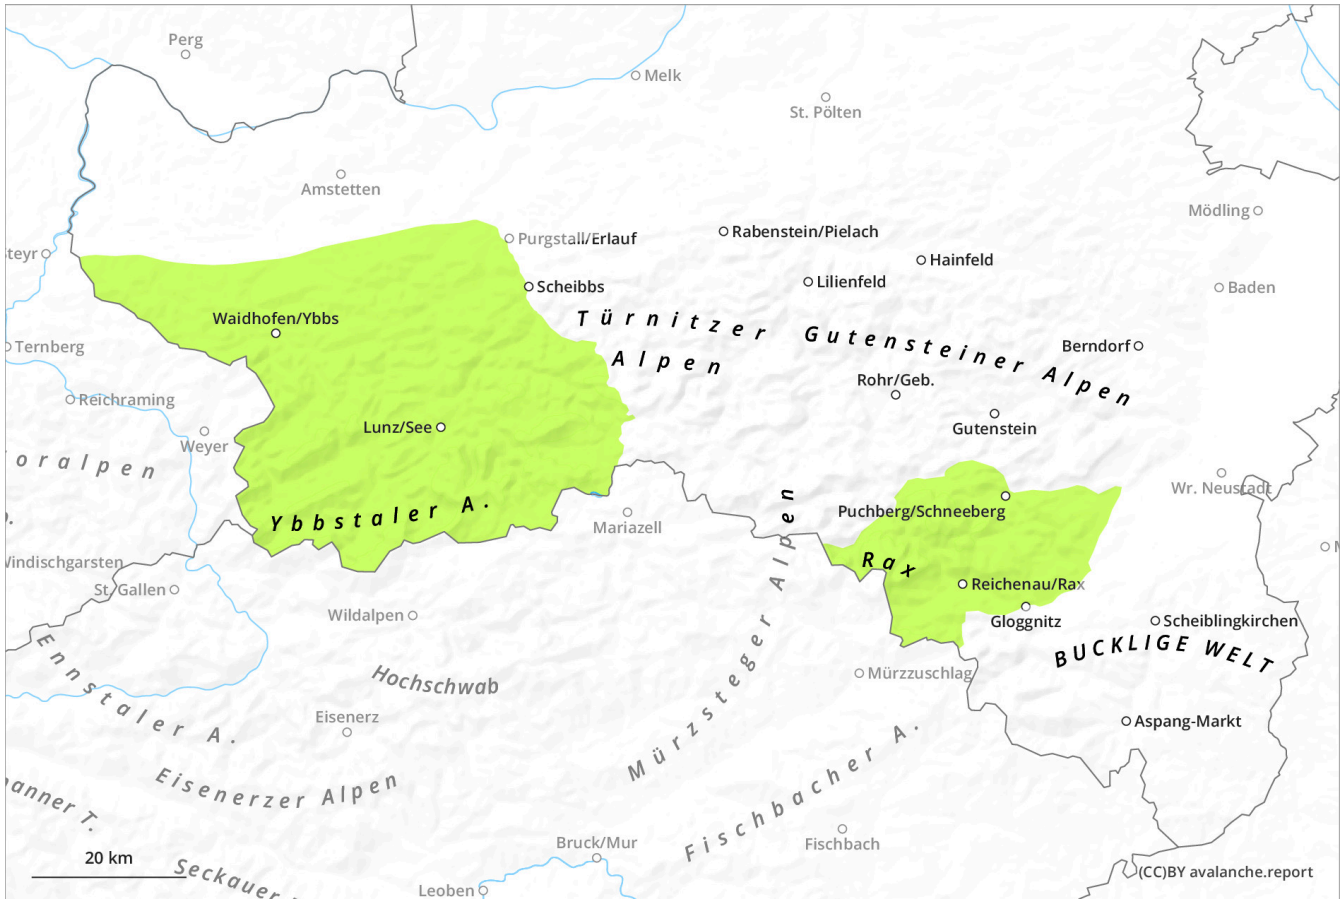 Perg
Melk
St. Pölten
Amstetten
Mödling
Purgstall/Erlauf
Rabenstein/Pielach
Steyr
Hainfeld
Lilienfeld
Scheibbs
Baden
Waidhofen/Ybbs
Türnitzer
Alpen
Gutensteiner Alpen
Ternberg
Berndorf
Rohr/Geb.
Reichraming
Gutenstein
Lunz/See
Weyer
oralpen
Wr. Neustadt
Puchberg/Schneeberg
Ybbstaler A.
Mariazell
Rax
Windischgarsten
St. Gallen
Reichenau/Rax
Wildalpen
Gloggnitz
Scheiblingkirchen
BUCKLIGE WELT
Mürzsteger Alpen
Mürzzuschlag
Hochschwab
Ennstaler A.
Eisenerz
Aspang-Markt
Eisenerzer Alpen
Fischbacher A.
anner T.
Fischbach
Bruck/Mur
20 km
Seckauer
Leoben
(CC)BY avalanche.report